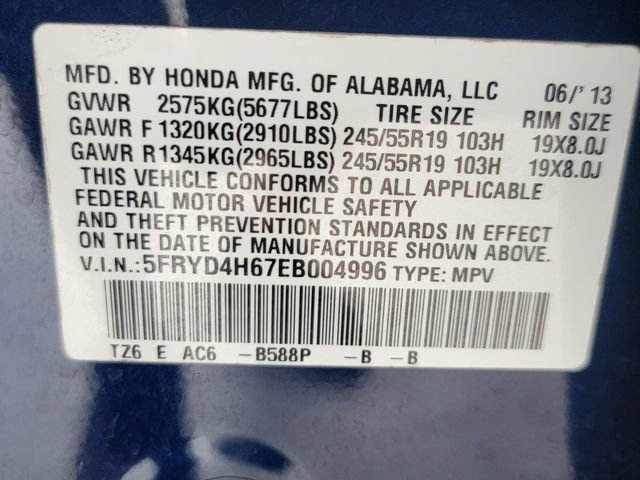 MFD. BY HONDA MFG. OF ALABAMA, LLC 06/'13
GVWR 2575KG(5677LBS) TIRE SIZE RIM SIZE
GAWR F1320KG(2910LBS) 245/55R19 103H 19X8.0J
GAWR R1345KG(2965LBS) 245/55R19 103H 19X8.0J
THIS VEHICLE CONFORMS TO ALL APPLICABLE
FEDERAL MOTOR VEHICLE SAFETY
AND THEFT PREVENTION STANDARDS IN EFFECT
ON THE DATE OF MANUFACTURE SHOWN ABOVE.
V.I.N.:5FRYD4H67EB004996 TYPE: MPV
TZ6 E AC6 -B588P -B -B